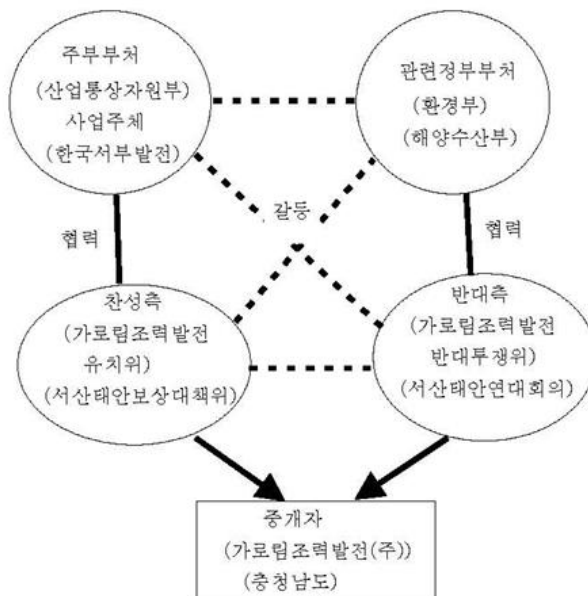 주부부처
(산업통상자원부)
사업주체
(한국서부발전)
관련정부부처
(환경부)
(해양수산부)
갈등
협력
협력
찬성측
(가로림조력발전
유치위)
(서산태안보상대책위)
반대측
(가로림조력발전
반대투쟁위)
(서산태안연대회의)
중개자
(가로림조력발전(주))
(충청남도)